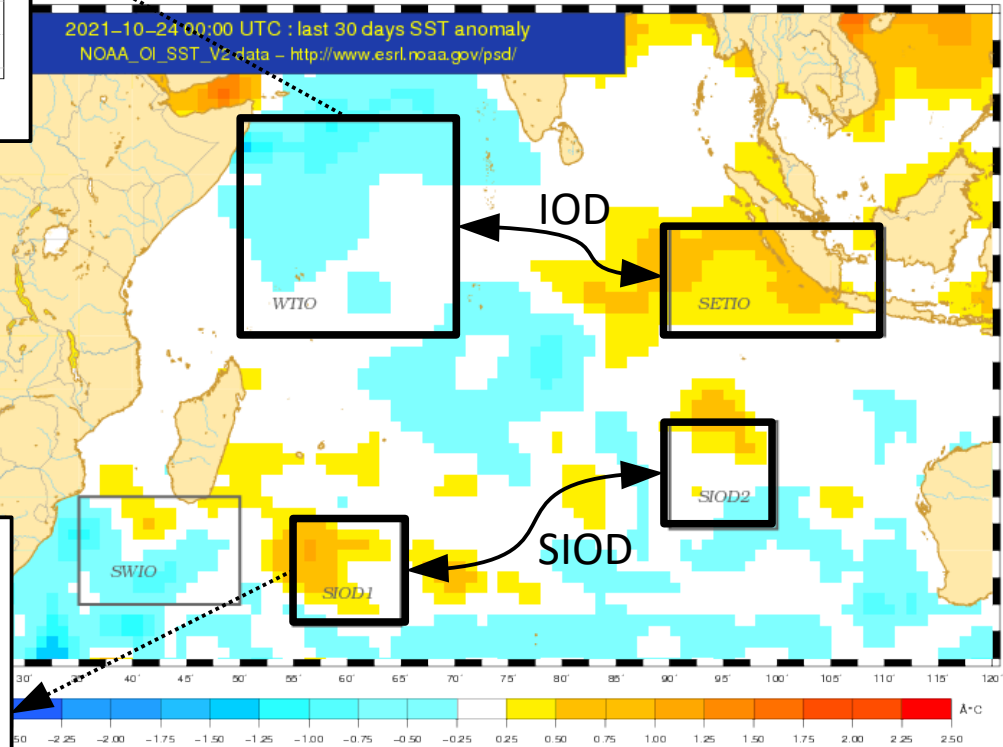 2021-10-24 00:00 UTC : last 30 days SST anomaly
NOAA_OI_SST_V2 data – http://www.esrl.noaa.gov/psd/
IOD
WTIO
SETIO
SIOD2
SIOD
SWIO
SIOD1
30° 35° 40° 45° 50° 55° 60° 65° 70° 75° 80° 85° 90° 95° 100° 105° 110° 115° 120°
Å°C
50 -2.25 -2.00 -1.75 -1.50 -1.25 -1.00 -0.75 -0.50 -0.25 0.25 0.50 0.75 1.00 1.25 1.50 1.75 2.00 2.25 2.50